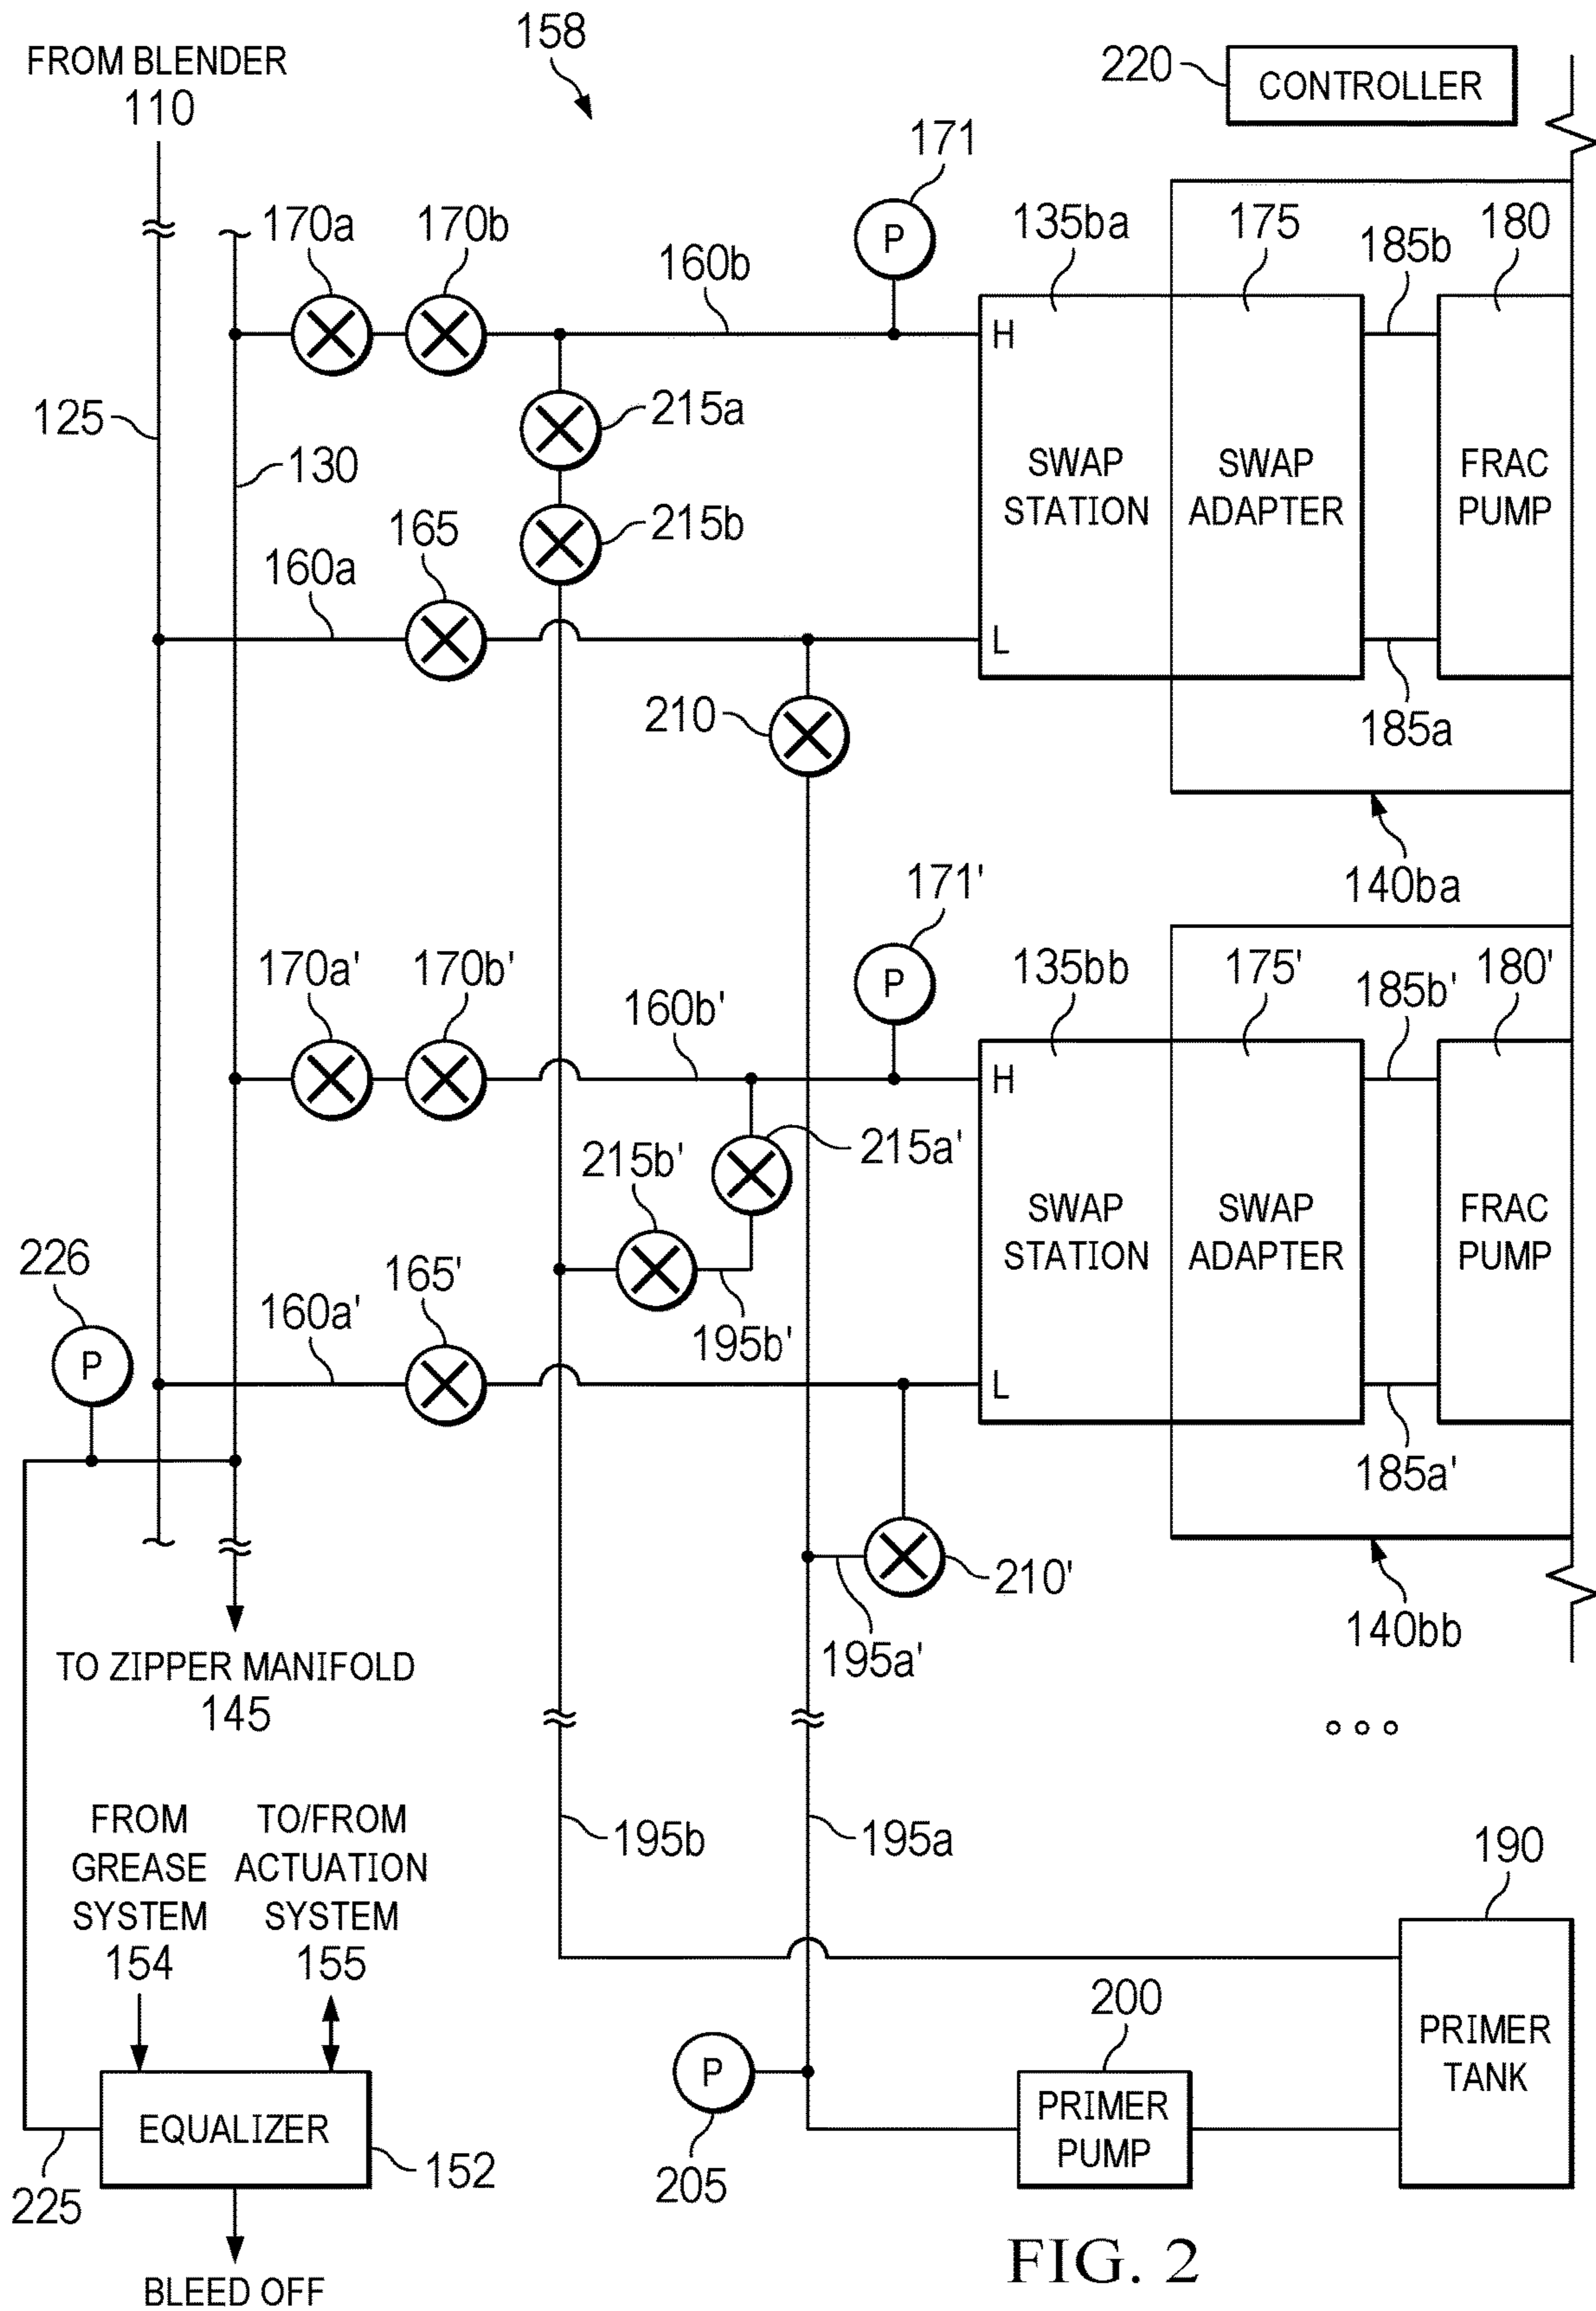 158
FROM BLENDER
110
220
CONTROLLER
171
P
170a
170b
160b
135ba
175
185b
180
H
125
130
215a
215b
SWAP
STATION
SWAP
ADAPTER
FRAC
PUMP
160a
165
L
210
185a
140ba
171'
P
170a'
170b'
160b'
135bb
175'
185b'
180'
H
215b'
215a'
SWAP
STATION
SWAP
ADAPTER
FRAC
PUMP
226
P
160a'
165'
195b'
L
185a'
210'
195a'
140bb
TO ZIPPER MANIFOLD
145
FROM
GREASE
SYSTEM
154
TO/FROM
ACTUATION
SYSTEM
155
195b
195a
190
PRIMER
TANK
200
PRIMER
PUMP
P
205
EQUALIZER
152
225
BLEED OFF
FIG. 2